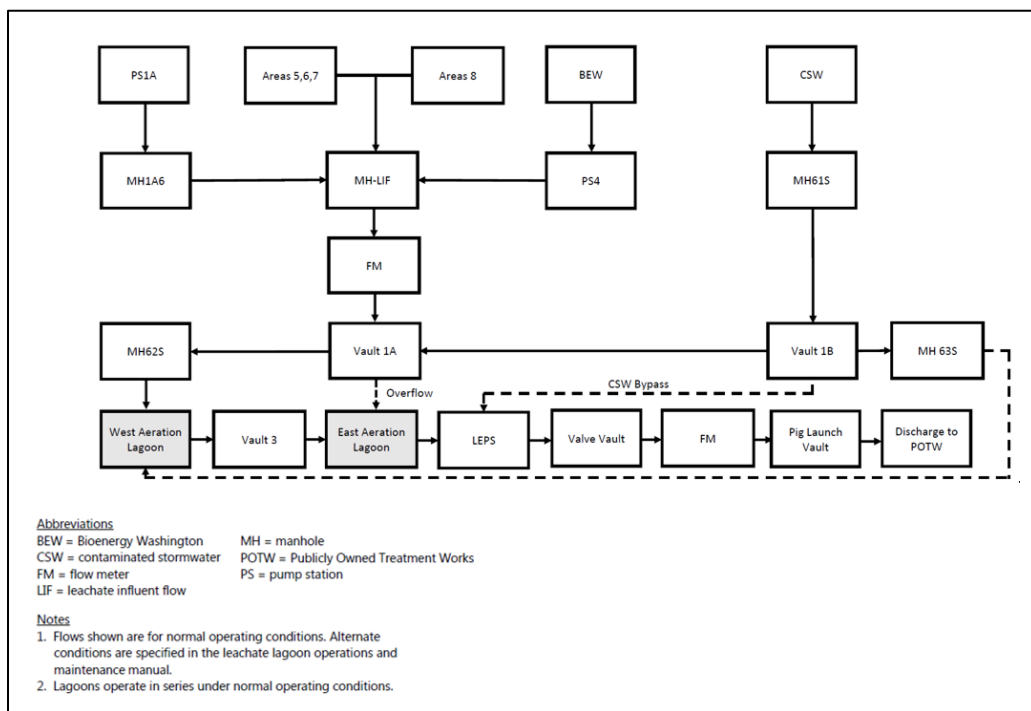 PS1A
Areas 5,6,7
Areas 8
BEW
CSW
MH1A6
MH-LIF
PS4
MH61S
FM
MH62S
Vault 1A
Vault 1B
MH 63S
Overflow
CSW Bypass
West Aeration
Lagoon
Vault 3
East Aeration
Lagoon
LEPS
Valve Vault
FM
Pig Launch
Vault
Discharge to
POTW
Abbreviations
BEW = Bioenergy Washington
CSW = contaminated stormwater
FM = flow meter
LIF = leachate influent flow
MH = manhole
POTW = Publicly Owned Treatment Works
PS = pump station
Notes
1. Flows shown are for normal operating conditions. Alternate
conditions are specified in the leachate lagoon operations and
maintenance manual.
2. Lagoons operate in series under normal operating conditions.